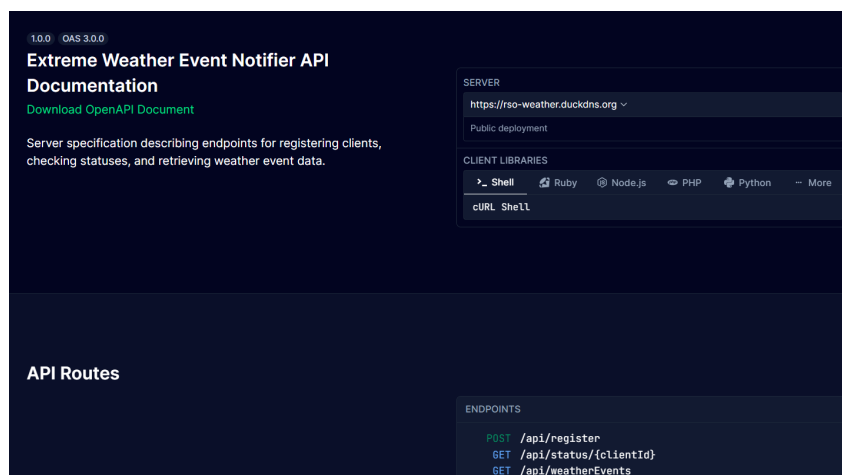 1.0.0 OAS 3.0.0
Extreme Weather Event Notifier API
Documentation
Download OpenAPI Document
Server specification describing endpoints for registering clients,
checking statuses, and retrieving weather event data.
SERVER
https://rso-weather.duckdns.org
Public deployment
CLIENT LIBRARIES
>_ Shell Ruby Node.js PHP Python ··· More
cURL Shell
API Routes
ENDPOINTS
POST /api/register
GET /api/status/{clientId}
GET /api/weatherEvents